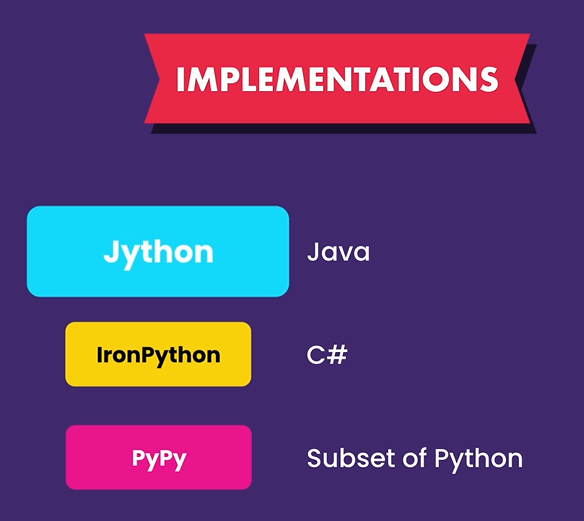 IMPLEMENTATIONS
Jython Java
IronPython C#
PyPy Subset of Python